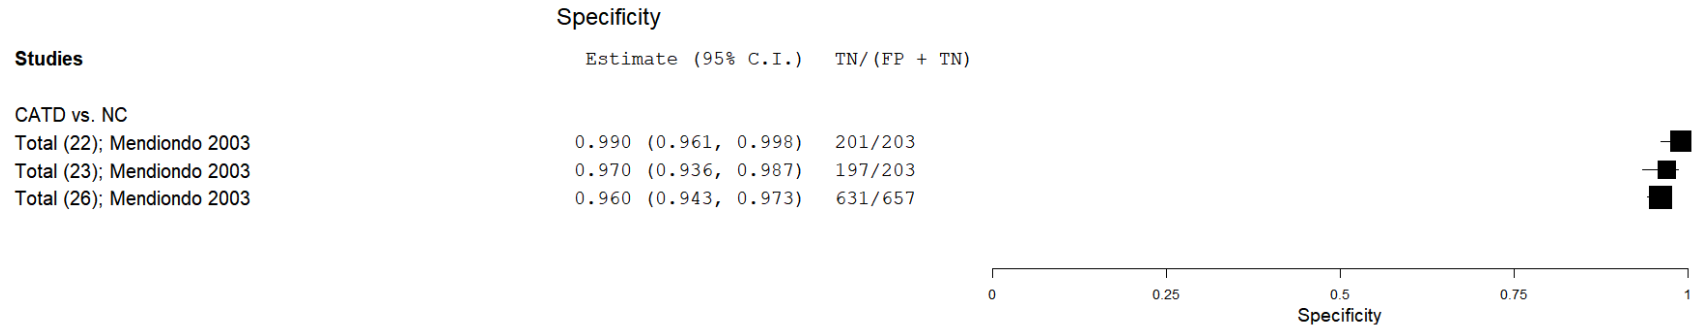 Specificity
Studies Estimate (95% C.I.) TN/(FP + TN)
CATD vs. NC
Total (22); Mendiondo 2003 0.990 (0.961, 0.998) 201/203
Total (23); Mendiondo 2003 0.970 (0.936, 0.987) 197/203
Total (26); Mendiondo 2003 0.960 (0.943, 0.973) 631/657
0 0.25 0.5 0.75 1
Specificity